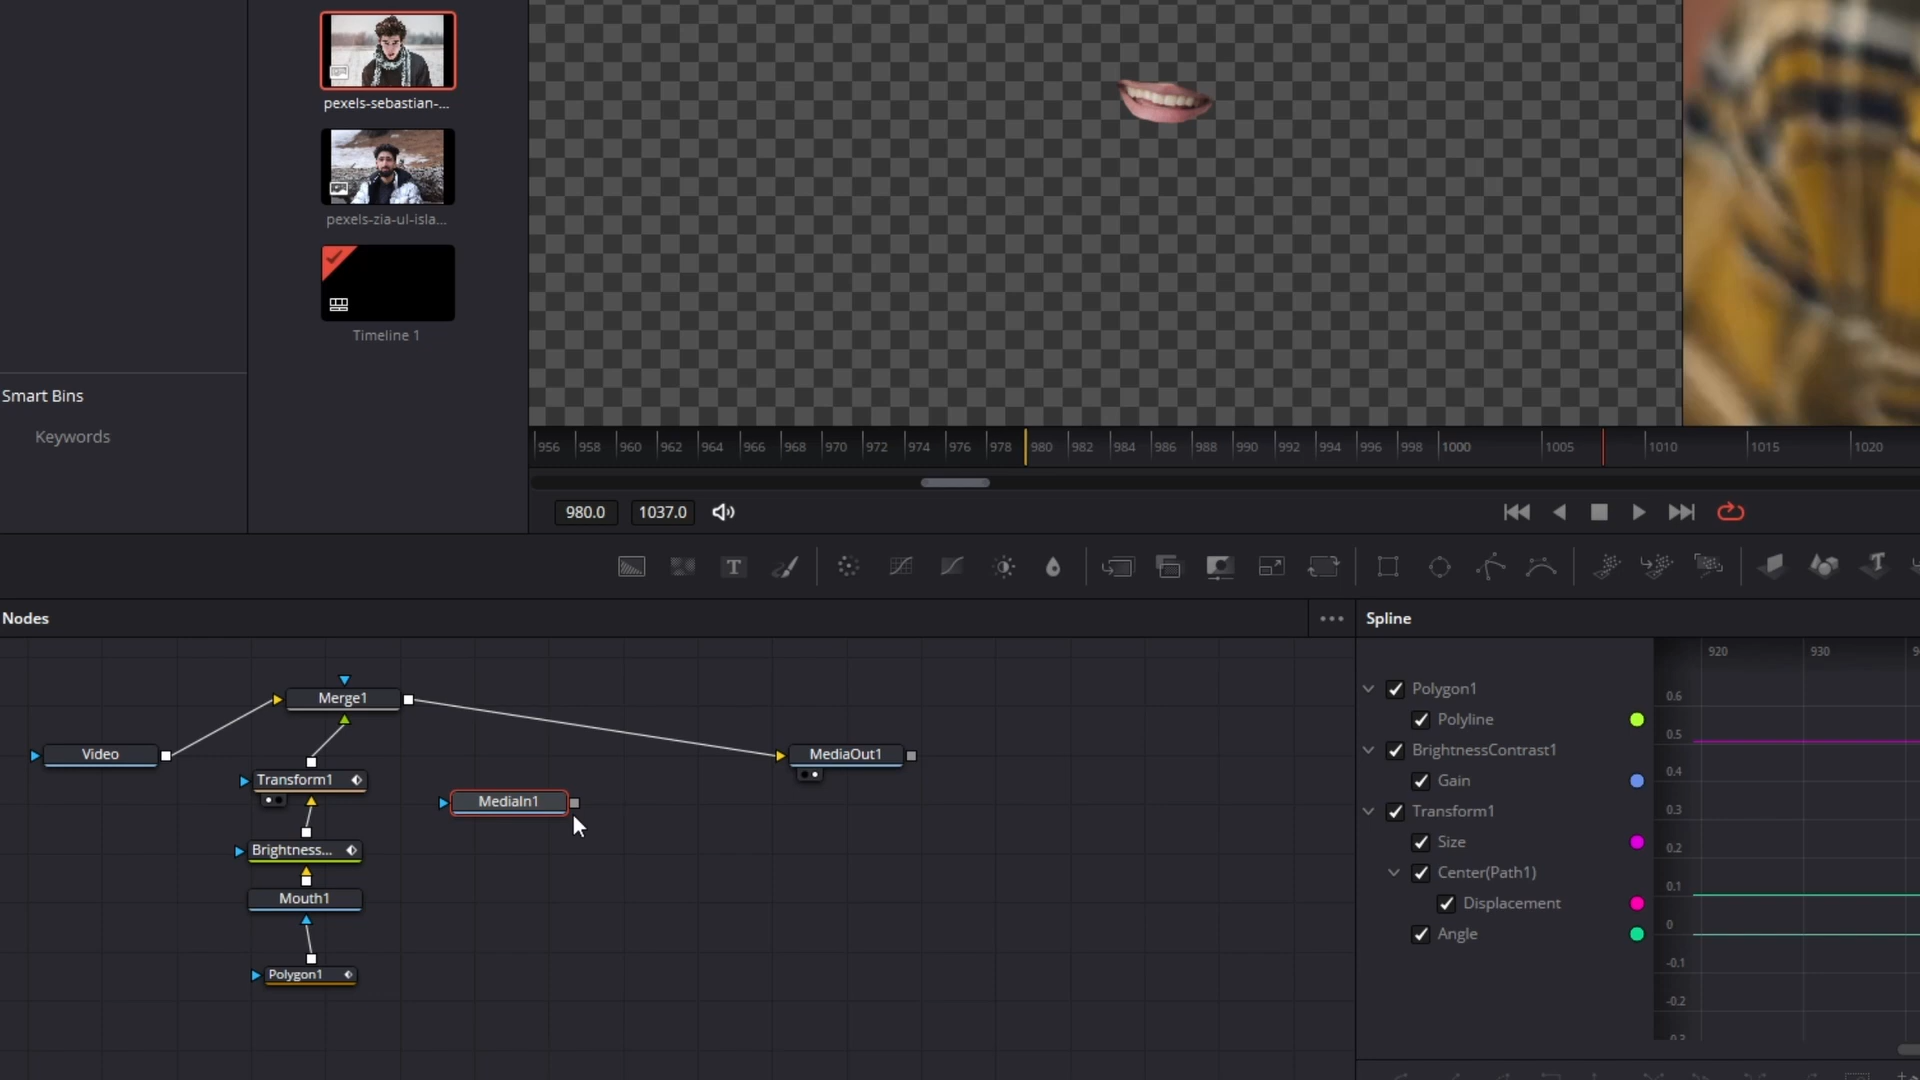 pexels-sebastian-...
pexels-zia-ul-isla...
Timeline 1
Smart Bins
Keywords
956 958 960 962 964 966 968 970 972 974 976 978 980 982 984 986 988 990 992 994 996 998 1000 1005 1010 1015 1020
980.0 1037.0
T
T
Nodes
Spline
Merge1
Video
MediaOut1
Transform1
MediaIn1
Brightness...
Mouth1
Polygon1
920 930
Polygon1
Polyline
BrightnessContrast1
Gain
Transform1
Size
Center(Path1)
Displacement
Angle
0.6
0.5
0.4
0.3
0.2
0.1
0
-0.1
-0.2